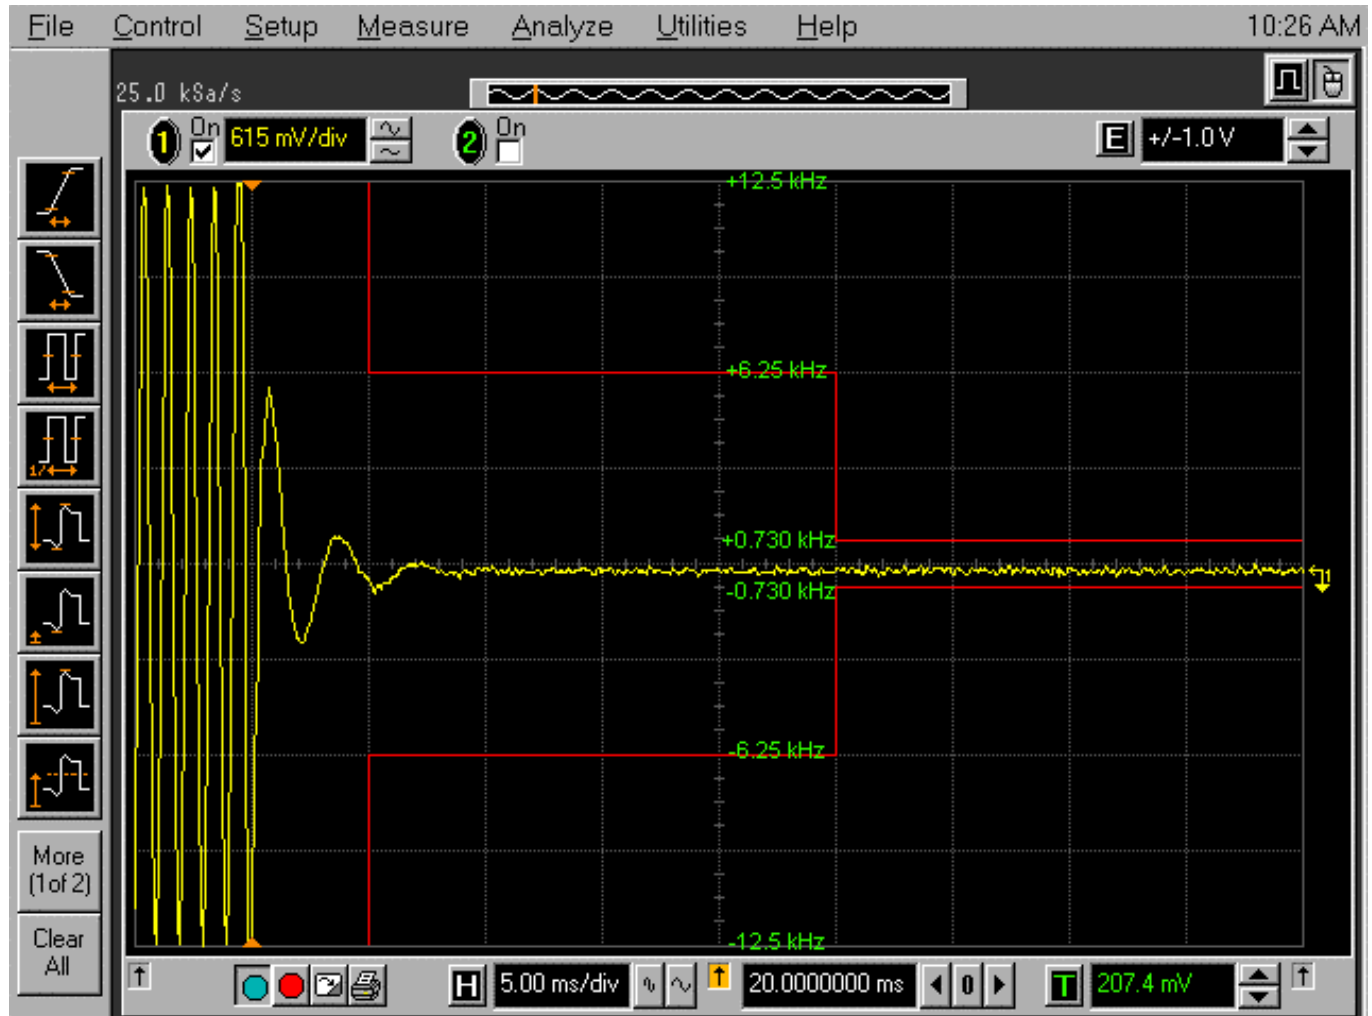 File Control Setup Measure Analyze Utilities Help 10:26 AM
25.0 kSa/s
1 On 615 mV/div 2 On E +/-1.0 V
+12.5 kHz
+6.25 kHz
+0.730 kHz
-0.730 kHz
-6.25 kHz
-12.5 kHz
1/
1
More
(1of 2)
Clear
All
H 5.00 ms/div 20.0000000 ms 0 T 207.4 mV